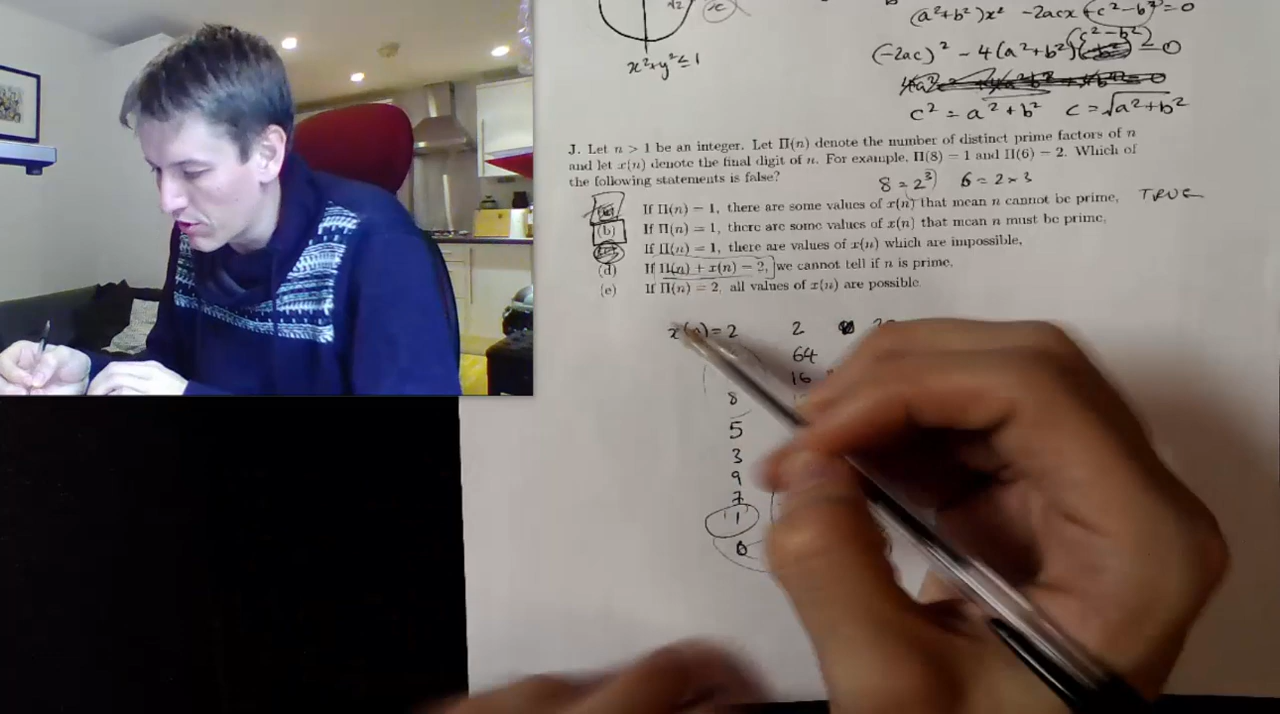 (a²+b²)x² -2acx +c²-b² = 0
(c²-b²)
(-2ac)² - 4(a²+b²) = 0
x²+y² ≤ 1
c² = a²+b² c = √a²+b²
J. Let n > 1 be an integer. Let Π(n) denote the number of distinct prime factors of n
and let x(n) denote the final digit of n. For example, Π(8) = 1 and Π(6) = 2. Which of
the following statements is false?
8 = 2³ 6 = 2×3
If Π(n) = 1, there are some values of x(n) that mean n cannot be prime, TRUE
(b) If Π(n) = 1, there are some values of x(n) that mean n must be prime,
If Π(n) = 1, there are values of x(n) which are impossible,
(d) If Π(n) + x(n) = 2, we cannot tell if n is prime,
(e) If Π(n) = 2, all values of x(n) are possible.
= 2 2
64
16
8
5
3
9
7
1
0